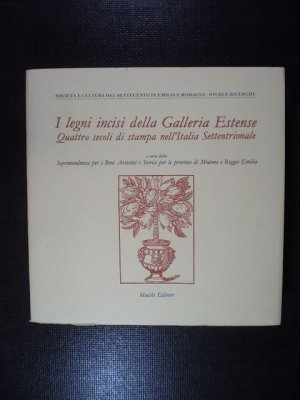 SOCIETÀ E CULTURA DEL SETTECENTO IN EMILIA E ROMAGNA · STUDI E RICERCHE
I legni incisi della Galleria Estense
Quattro secoli di stampa nell'Italia Settentrionale
a cura della
Soprintendenza per i Beni Artistici e Storici per le province di Modena e Reggio Emilia
Mucchi Editore